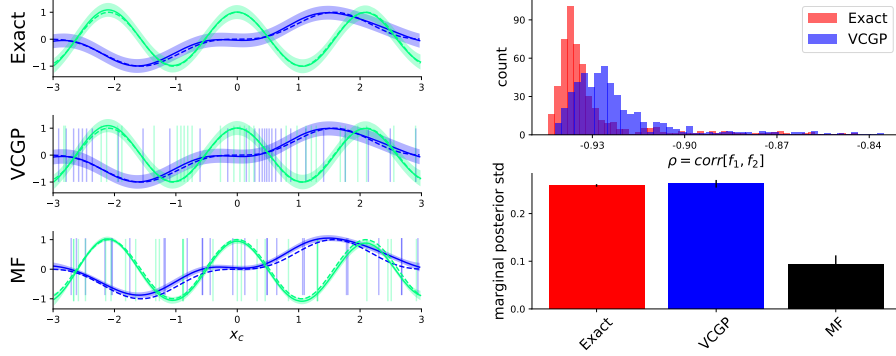 Exact
1
0
−1
−3 −2 −1 0 1 2 3
VCGP
1
0
−1
−3 −2 −1 0 1 2 3
MF
1
0
−1
−3 −2 −1 0 1 2 3
x_c
count
90
60
30
0
Exact
VCGP
-0.93 -0.90 -0.87 -0.84
ρ = corr[f₁, f₂]
marginal posterior std
0.2
0.1
0.0
Exact VCGP MF